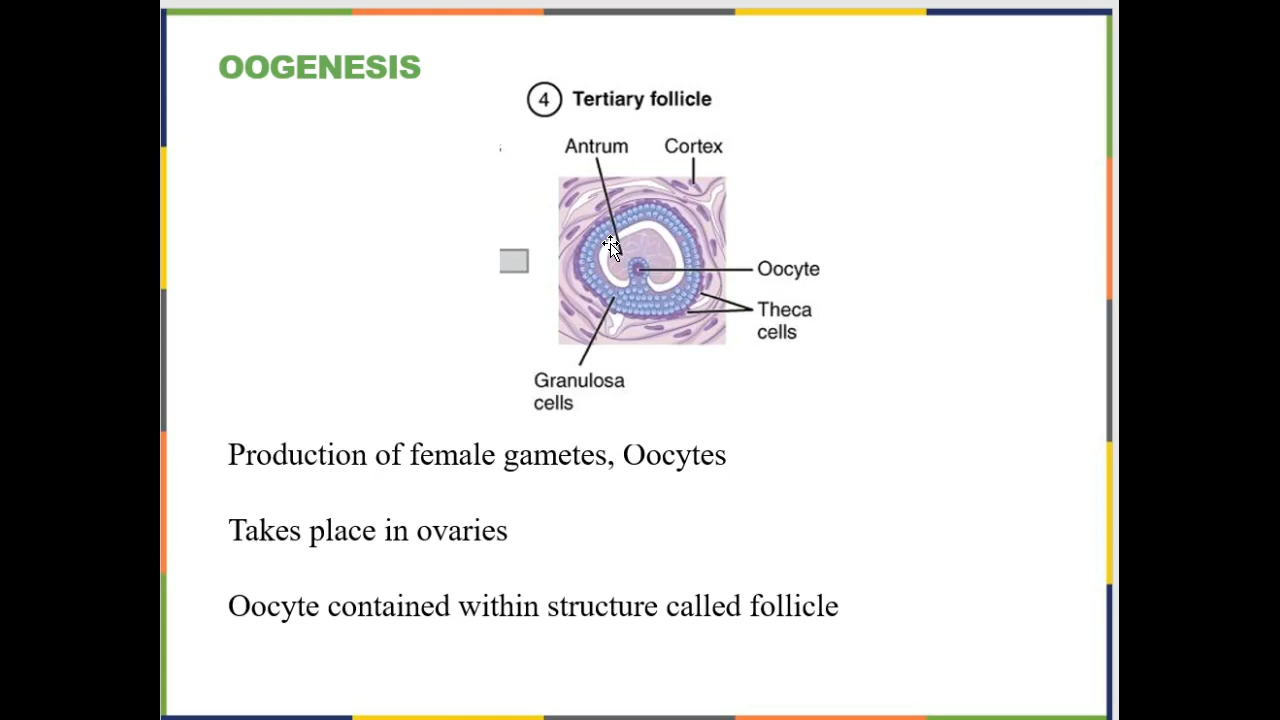 OOGENESIS
4 Tertiary follicle
Antrum Cortex
Oocyte
Theca
cells
Granulosa
cells
Production of female gametes, Oocytes
Takes place in ovaries
Oocyte contained within structure called follicle